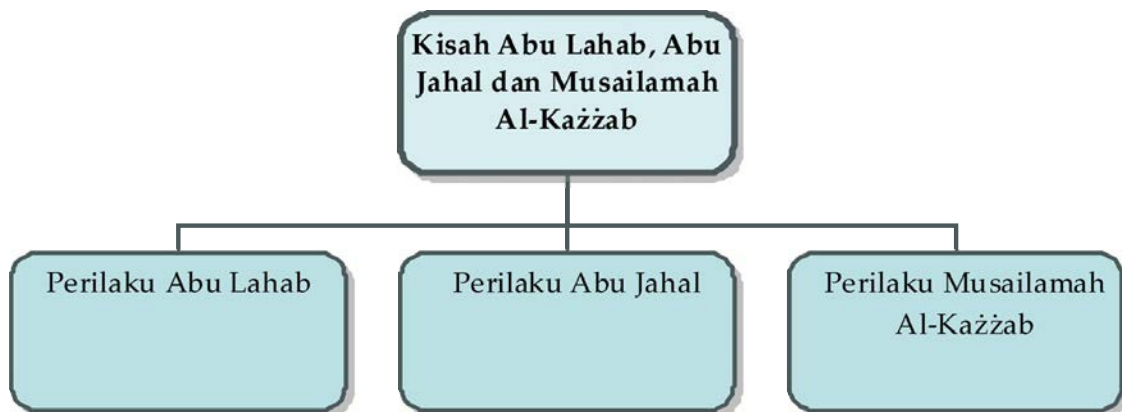 Kisah Abu Lahab, Abu
Jahal dan Musailamah
Al-Każżab
Perilaku Abu Lahab
Perilaku Abu Jahal
Perilaku Musailamah
Al-Każżab